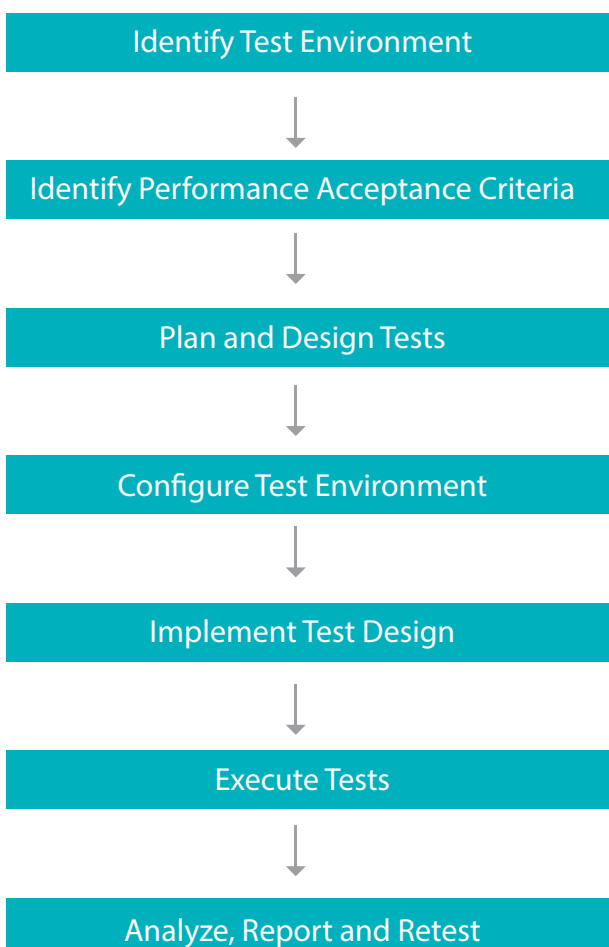 Identify Test Environment
Identify Performance Acceptance Criteria
Plan and Design Tests
Configure Test Environment
Implement Test Design
Execute Tests
Analyze, Report and Retest